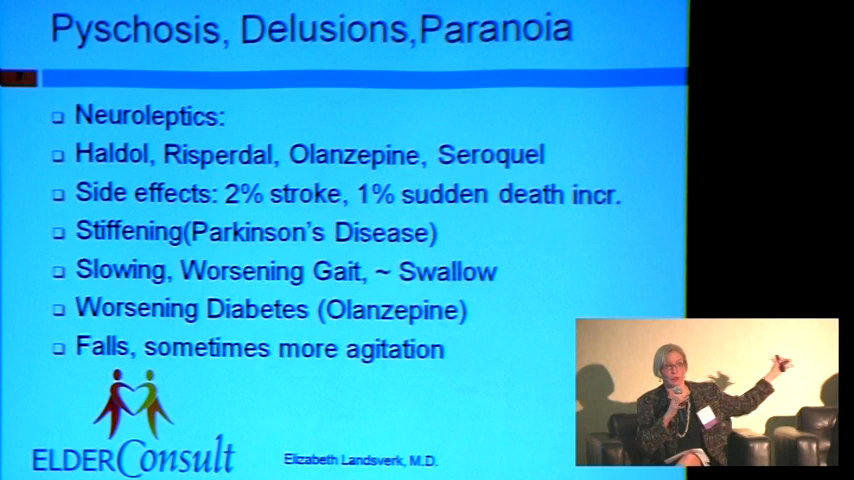 Pyschosis, Delusions,Paranoia
Neuroleptics:
Haldol, Risperdal, Olanzepine, Seroquel
Side effects: 2% stroke, 1% sudden death incr.
Stiffening(Parkinson's Disease)
Slowing, Worsening Gait, ~ Swallow
Worsening Diabetes (Olanzepine)
Falls, sometimes more agitation
ELDERConsult
Elizabeth Landsverk, M.D.